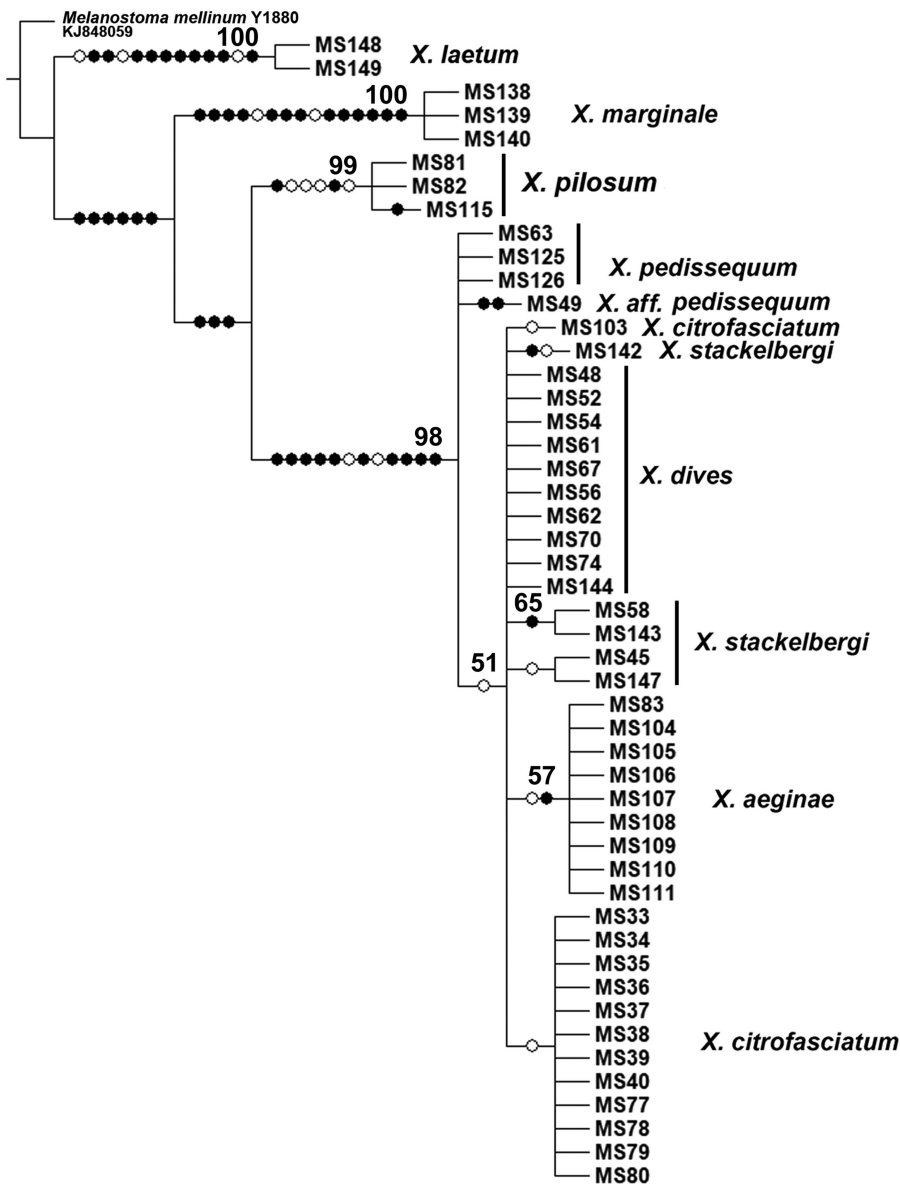 Melanostoma mellinum Y1880
KJ848059
100
MS148
MS149
X. laetum
100
MS138
MS139
MS140
X. marginale
99
MS81
MS82
MS115
X. pilosum
MS63
MS125
MS126
X. pedissequum
MS49 X. aff. pedissequum
MS103 X. citrofasciatum
MS142 X. stackelbergi
98
MS48
MS52
MS54
MS61
MS67
MS56
MS62
MS70
MS74
MS144
X. dives
65
MS58
MS143
MS45
MS147
X. stackelbergi
51
57
MS83
MS104
MS105
MS106
MS107
MS108
MS109
MS110
MS111
X. aeginae
MS33
MS34
MS35
MS36
MS37
MS38
MS39
MS40
MS77
MS78
MS79
MS80
X. citrofasciatum